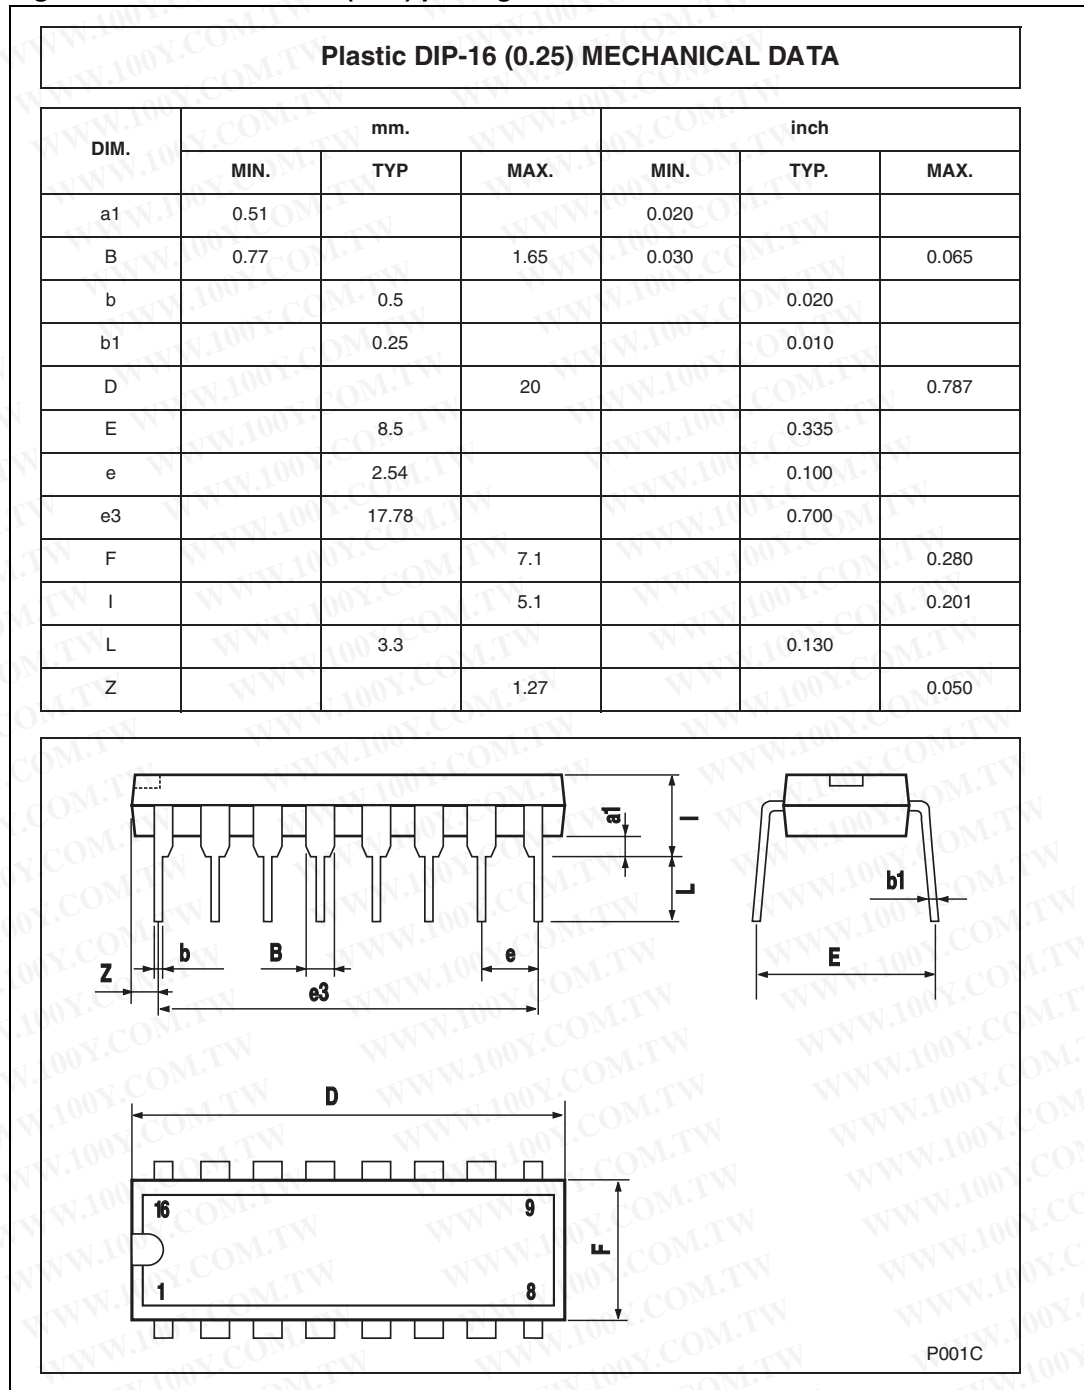 Plastic DIP-16 (0.25) MECHANICAL DATA
DIM. mm. inch
MIN. TYP MAX. MIN. TYP. MAX.
a1 0.51 0.020
B 0.77 1.65 0.030 0.065
b 0.5 0.020
b1 0.25 0.010
D 20 0.787
E 8.5 0.335
e 2.54 0.100
e3 17.78 0.700
F 7.1 0.280
I 5.1 0.201
L 3.3 0.130
Z 1.27 0.050
a1 I
L
b1
Z b B e E
e3
D
16 9
F
1 8
P001C
WWW.100Y.COM.TW